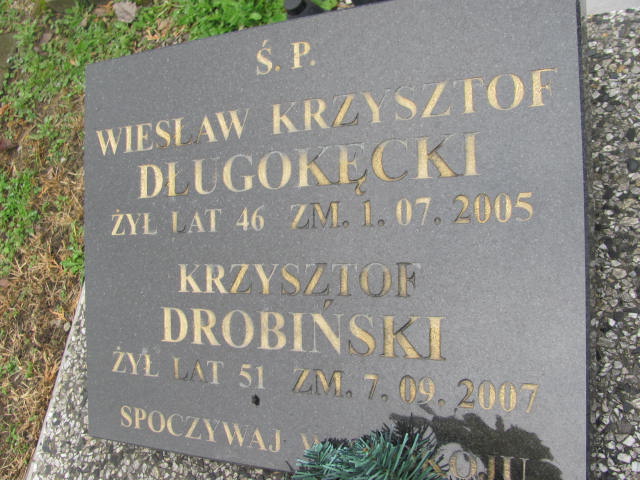 Ś. P.
WIESŁAW KRZYSZTOF
DŁUGOKĘCKI
ŻYŁ LAT 46 ZM. 1. 07. 2005
KRZYSZTOF
DROBIŃSKI
ŻYŁ LAT 51 ZM. 7. 09. 2007
SPOCZYWAJ W POKOJU